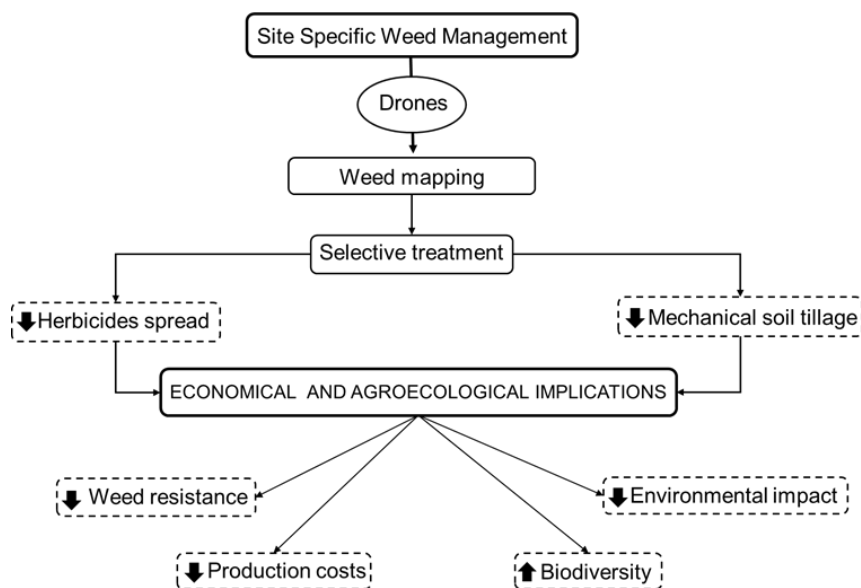 Site Specific Weed Management
Drones
Weed mapping
Selective treatment
Herbicides spread
Mechanical soil tillage
ECONOMICAL AND AGROECOLOGICAL IMPLICATIONS
Weed resistance
Environmental impact
Production costs
Biodiversity